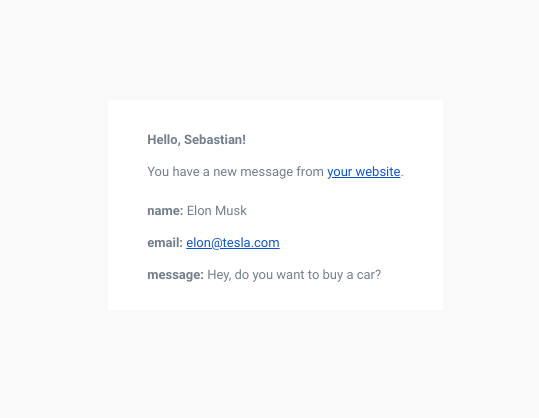 Hello, Sebastian!
You have a new message from your website.
name: Elon Musk
email: elon@tesla.com
message: Hey, do you want to buy a car?